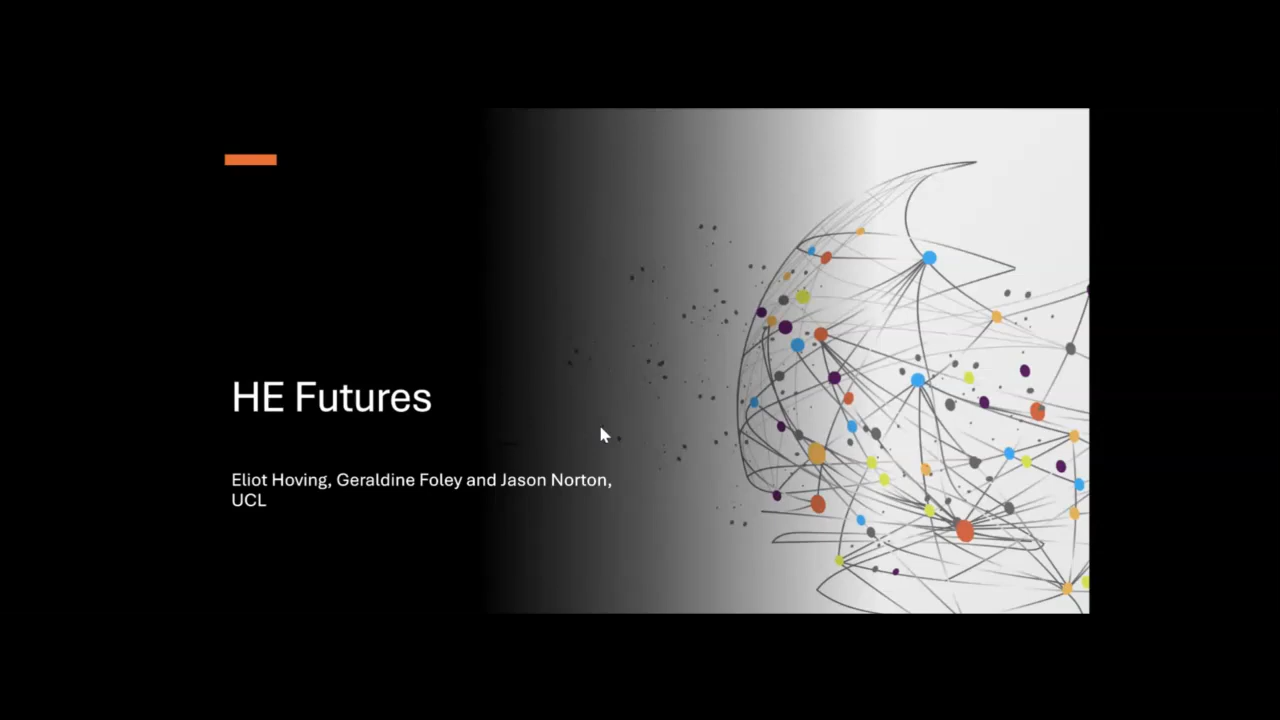 HE Futures
Eliot Hoving, Geraldine Foley and Jason Norton,
UCL